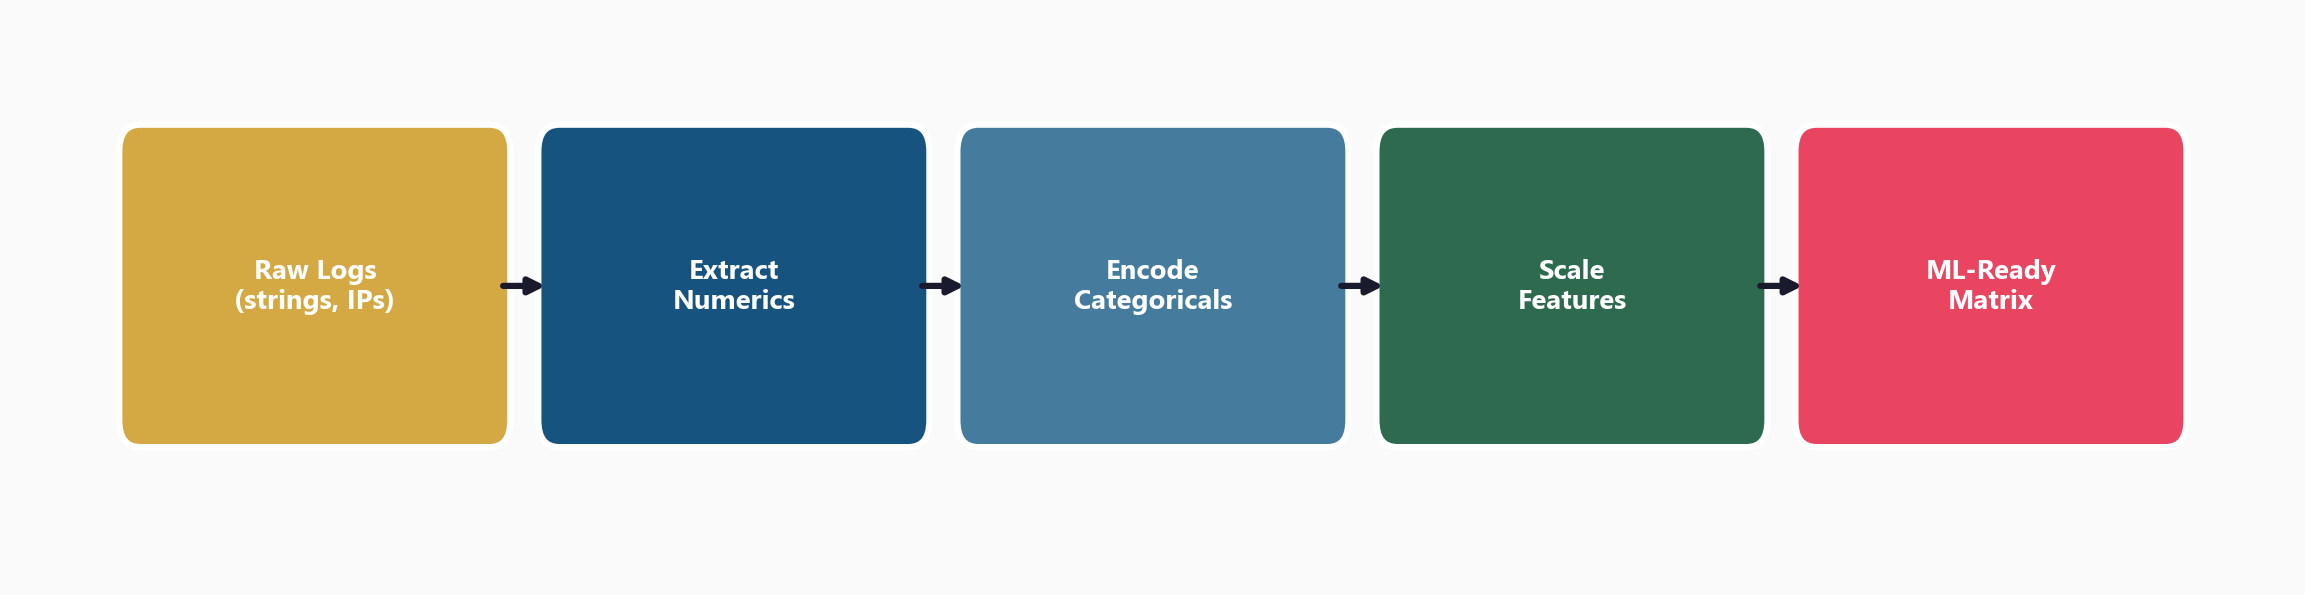 Raw Logs
(strings, IPs)
Extract
Numerics
Encode
Categoricals
Scale
Features
ML-Ready
Matrix